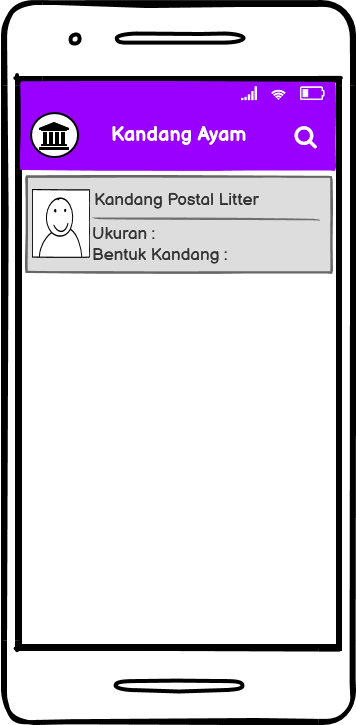 Kandang Ayam
Kandang Postal Litter
Ukuran :
Bentuk Kandang :